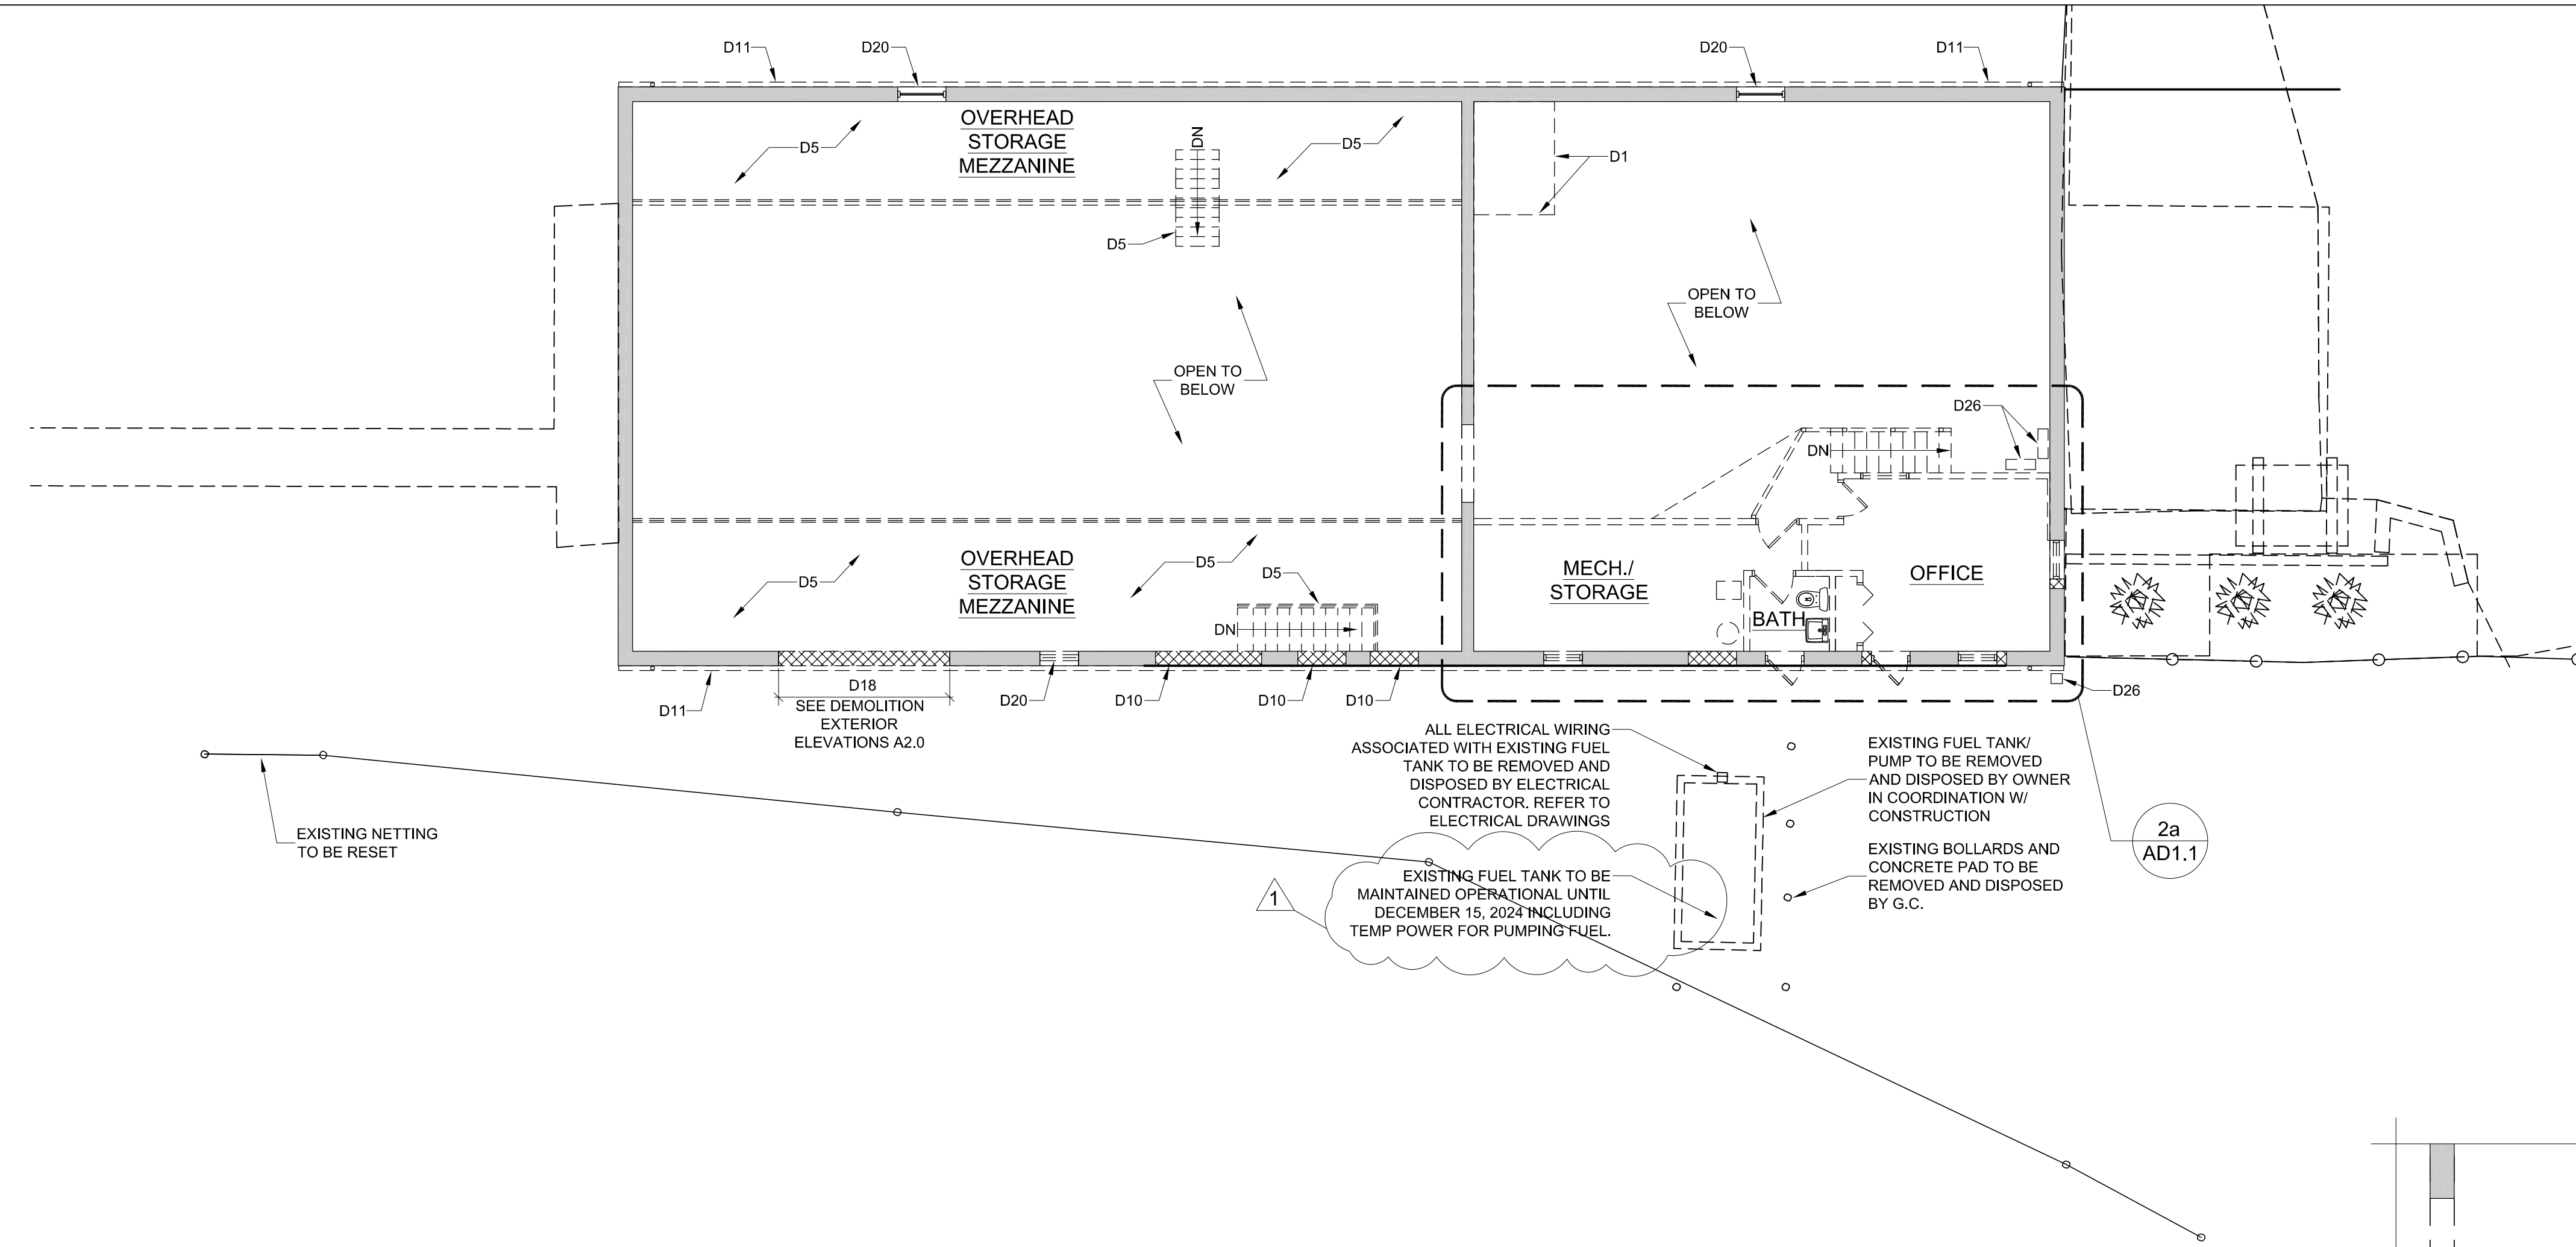 D11
D20
D20
D11
OVERHEAD
STORAGE
MEZZANINE
DN
D5
D5
D1
D5
OPEN TO
BELOW
OPEN TO
BELOW
D26
DN
OVERHEAD
STORAGE
MEZZANINE
D5
D5
D5
DN
MECH./
STORAGE
BATH
OFFICE
D11
D18
SEE DEMOLITION
EXTERIOR
ELEVATIONS A2.0
D20
D10
D10
D10
D26
ALL ELECTRICAL WIRING
ASSOCIATED WITH EXISTING FUEL
TANK TO BE REMOVED AND
DISPOSED BY ELECTRICAL
CONTRACTOR. REFER TO
ELECTRICAL DRAWINGS
EXISTING FUEL TANK/
PUMP TO BE REMOVED
AND DISPOSED BY OWNER
IN COORDINATION W/
CONSTRUCTION
EXISTING NETTING
TO BE RESET
2a
AD1.1
EXISTING BOLLARDS AND
CONCRETE PAD TO BE
REMOVED AND DISPOSED
BY G.C.
1
EXISTING FUEL TANK TO BE
MAINTAINED OPERATIONAL UNTIL
DECEMBER 15, 2024 INCLUDING
TEMP POWER FOR PUMPING FUEL.